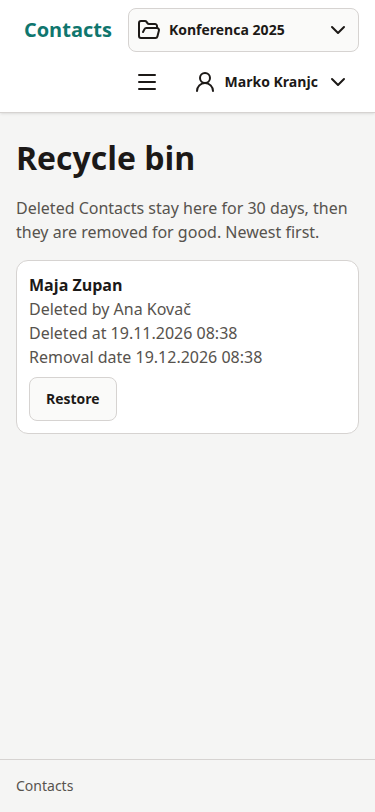 Contacts
Konferenca 2025
Marko Kranjc
Recycle bin
Deleted Contacts stay here for 30 days, then
they are removed for good. Newest first.
Maja Zupan
Deleted by Ana Kovač
Deleted at 19.11.2026 08:38
Removal date 19.12.2026 08:38
Restore
Contacts